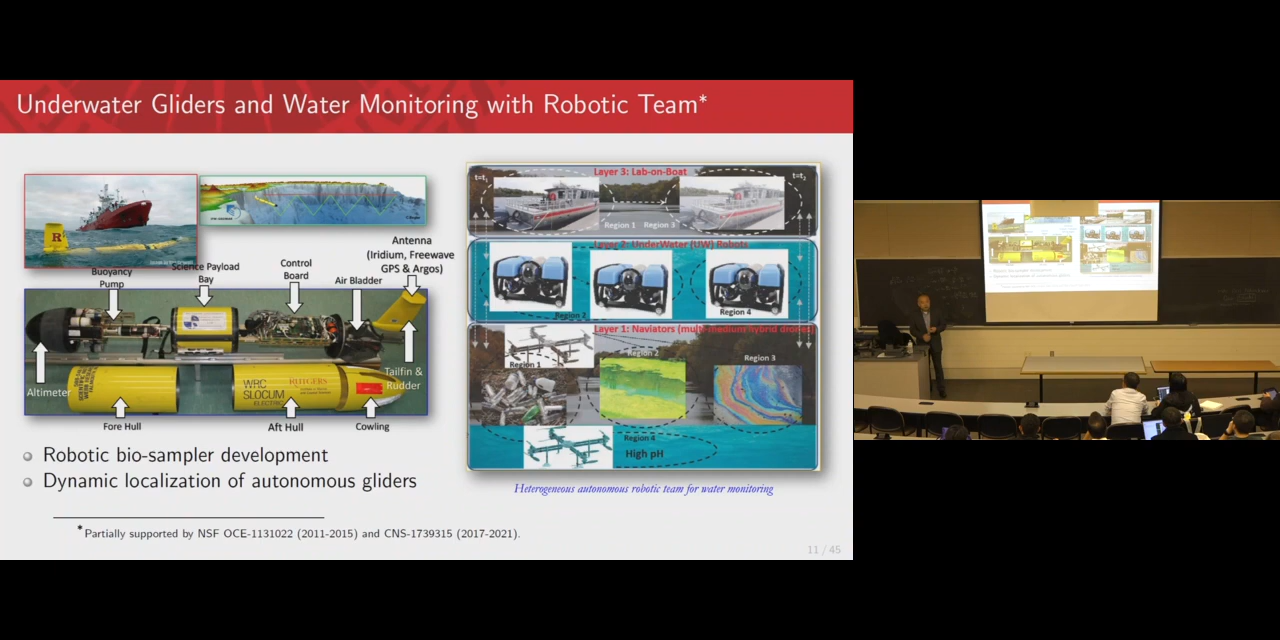 Underwater Gliders and Water Monitoring with Robotic Team*
R
Buoyancy
Pump
Science Payload
Bay
Control
Board
Air Bladder
Antenna
(Iridium, Freewave
GPS & Argos)
Altimeter
Tailfin &
Rudder
WRC
SLOCUM
ELECTRIC
RUTGERS
Fore Hull
Aft Hull
Cowling
Layer 3: Lab-on-Boat
Region 1
Region 3
Layer 2: UnderWater (UW) Robots
Region 2
Region 4
Layer 1: Naviators (multi-medium hybrid drones)
Region 1
Region 2
Region 3
Region 4
High pH
Heterogeneous autonomous robotic team for water monitoring
Robotic bio-sampler development
Dynamic localization of autonomous gliders
*Partially supported by NSF OCE-1131022 (2011-2015) and CNS-1739315 (2017-2021).
11 / 45